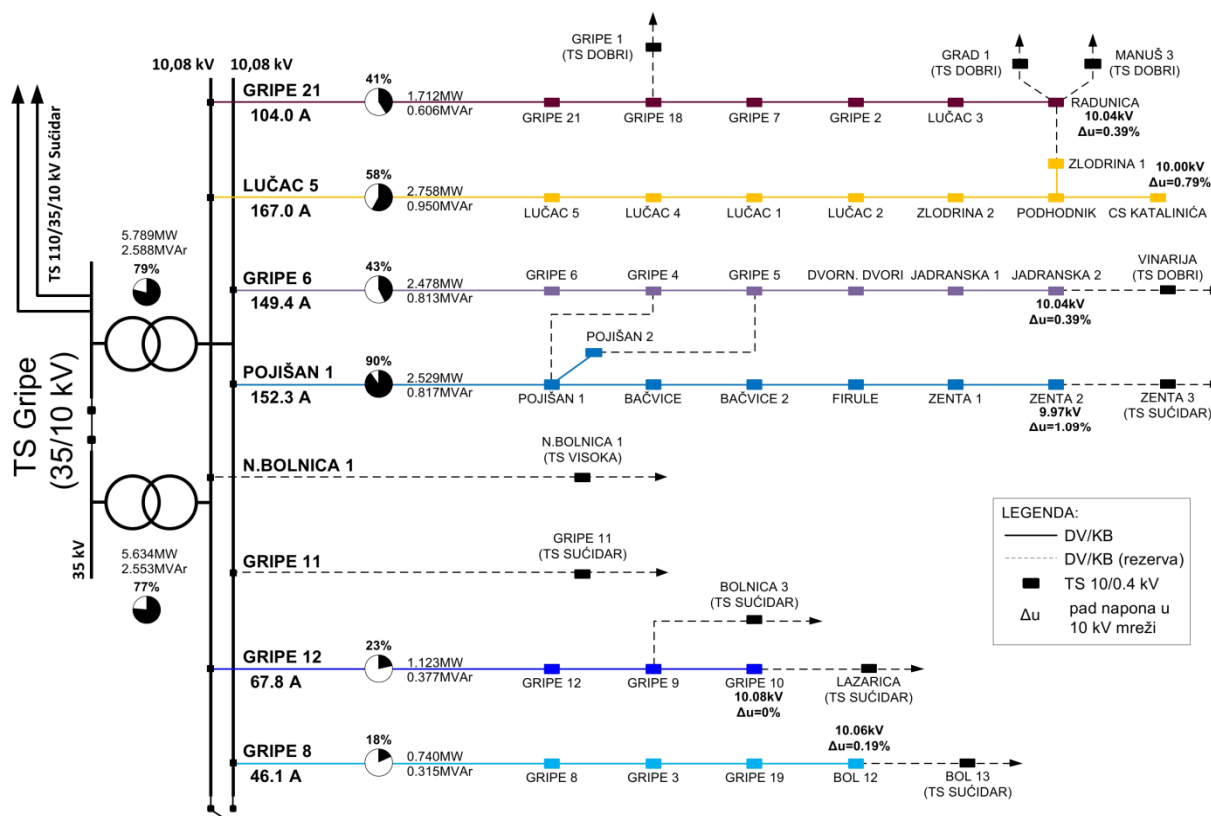 TS 110/35/10 kV Sućidar
10,08 kV
10,08 kV
GRIPE 1
(TS DOBRI)
GRAD 1
(TS DOBRI)
MANUŠ 3
(TS DOBRI)
GRIPE 21
104.0 A
41%
1.712MW
0.606MVAr
GRIPE 21
GRIPE 18
GRIPE 7
GRIPE 2
LUČAC 3
RADUNICA
10.04kV
Δu=0.39%
ZLODRINA 1
10.00kV
Δu=0.79%
LUČAC 5
167.0 A
58%
2.758MW
0.950MVAr
LUČAC 5
LUČAC 4
LUČAC 1
LUČAC 2
ZLODRINA 2
PODHODNIK
CS KATALINIĆA
5.789MW
2.588MVAr
79%
GRIPE 6
149.4 A
43%
2.478MW
0.813MVAr
GRIPE 6
GRIPE 4
GRIPE 5
DVORN. DVORI
JADRANSKA 1
JADRANSKA 2
10.04kV
Δu=0.39%
VINARIJA
(TS DOBRI)
POJIŠAN 2
TS Gripe
(35/10 kV)
POJIŠAN 1
152.3 A
90%
2.529MW
0.817MVAr
POJIŠAN 1
BAČVICE
BAČVICE 2
FIRULE
ZENTA 1
ZENTA 2
9.97kV
Δu=1.09%
ZENTA 3
(TS SUĆIDAR)
N.BOLNICA 1
N.BOLNICA 1
(TS VISOKA)
35 kV
5.634MW
2.553MVAr
77%
GRIPE 11
GRIPE 11
(TS SUĆIDAR)
LEGENDA:
DV/KB
DV/KB (rezerva)
TS 10/0.4 kV
Δu
pad napona u
10 kV mreži
BOLNICA 3
(TS SUĆIDAR)
GRIPE 12
67.8 A
23%
1.123MW
0.377MVAr
GRIPE 12
GRIPE 9
GRIPE 10
10.08kV
Δu=0%
LAZARICA
(TS SUĆIDAR)
GRIPE 8
46.1 A
18%
0.740MW
0.315MVAr
GRIPE 8
GRIPE 3
GRIPE 19
10.06kV
Δu=0.19%
BOL 12
BOL 13
(TS SUĆIDAR)